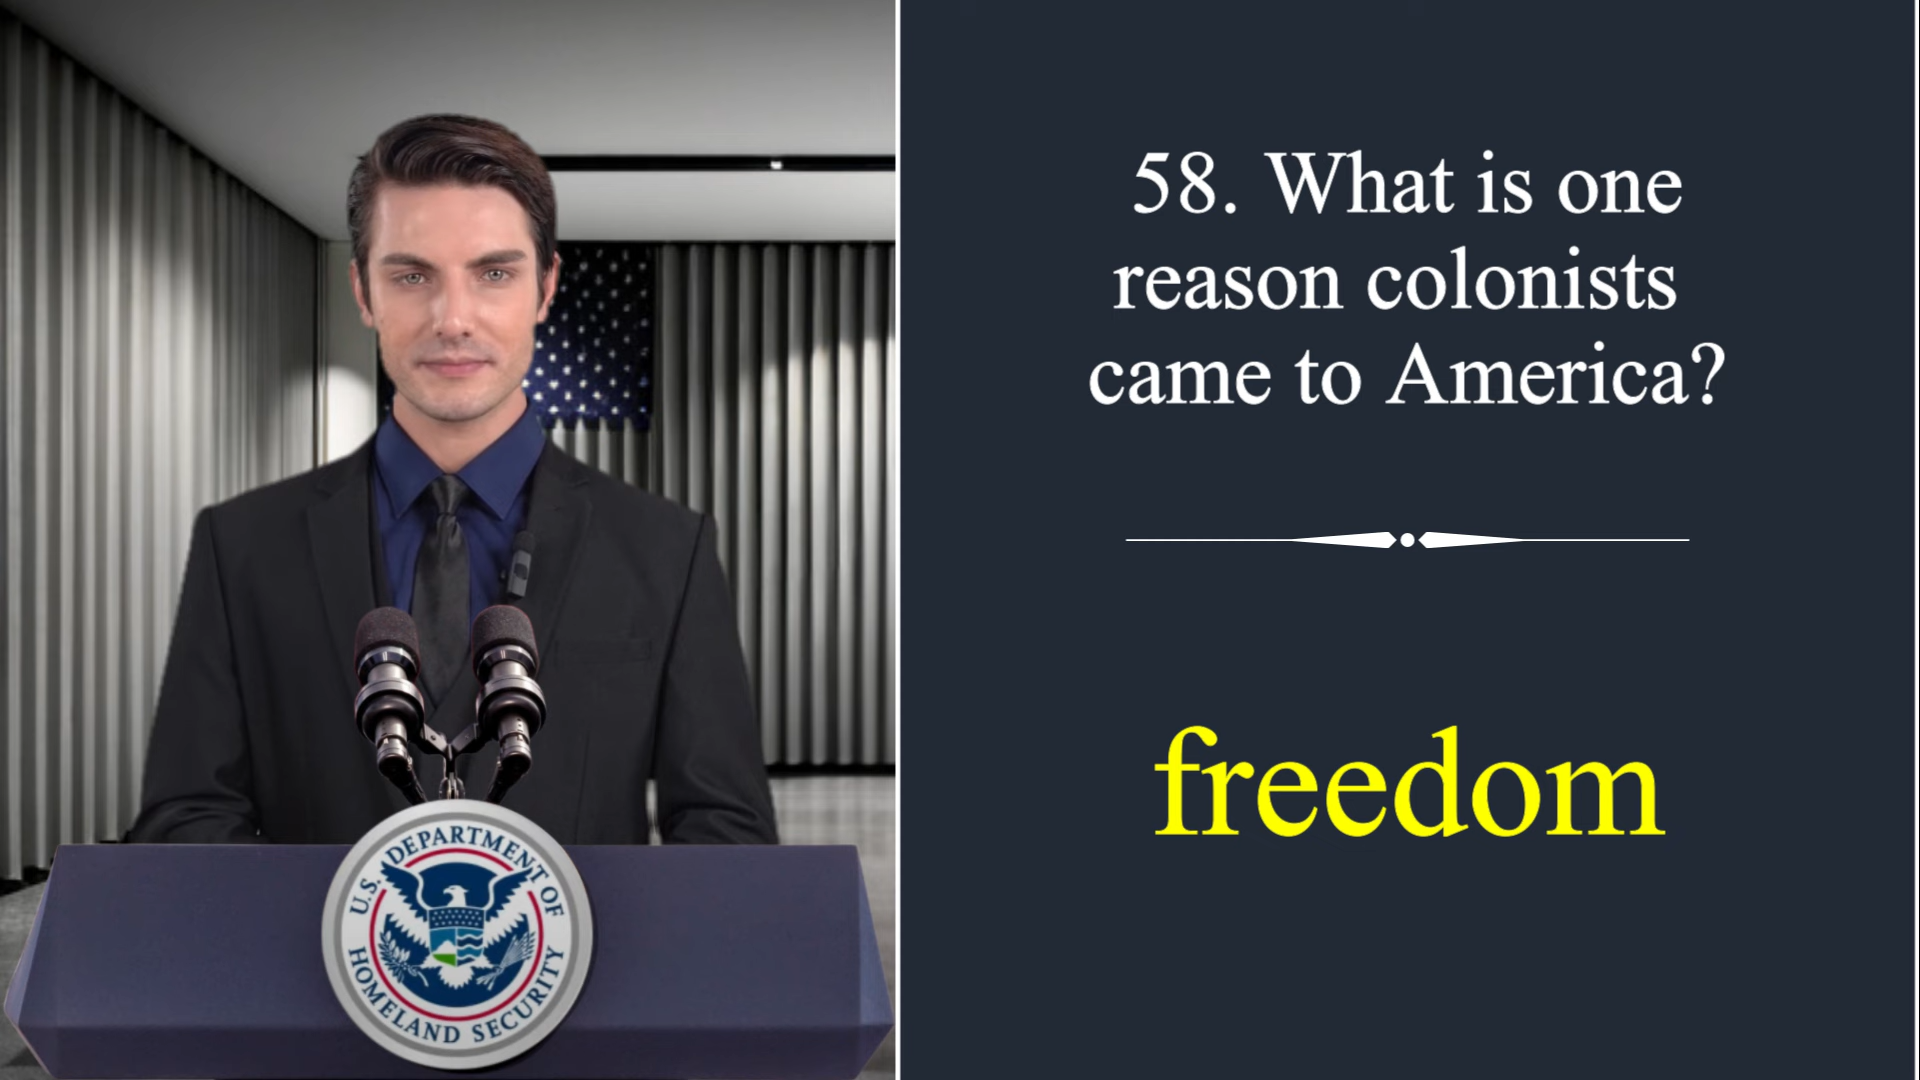 U.S. DEPARTMENT OF
HOMELAND SECURITY
58. What is one
reason colonists
came to America?
freedom